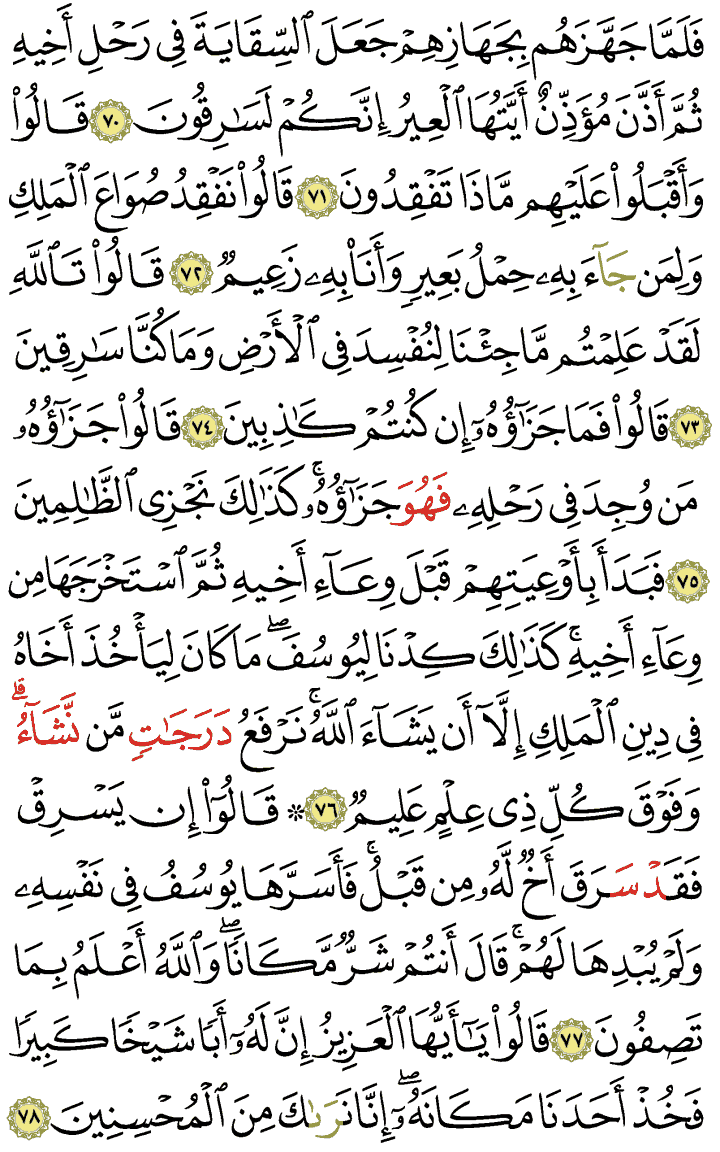 فَلَمَّا جَهَّزَهُم بِجَهَازِهِمْ جَعَلَ ٱلسِّقَايَةَ فِى رَحْلِ أَخِيهِ
ثُمَّ أَذَّنَ مُؤَذِّنٌ أَيَّتُهَا ٱلْعِيرُ إِنَّكُمْ لَسَـٰرِقُونَ ٧٠ قَالُوا۟
وَأَقْبَلُوا۟ عَلَيْهِم مَّاذَا تَفْقِدُونَ ٧١ قَالُوا۟ نَفْقِدُ صُوَاعَ ٱلْمَلِكِ
وَلِمَن جَآءَ بِهِۦ حِمْلُ بَعِيرٍ وَأَنَا۠ بِهِۦ زَعِيمٌ ٧٢ قَالُوا۟ تَٱللَّهِ
لَقَدْ عَلِمْتُم مَّا جِئْنَا لِنُفْسِدَ فِى ٱلْأَرْضِ وَمَا كُنَّا سَـٰرِقِينَ
٧٣ قَالُوا۟ فَمَا جَزَٰٓؤُهُۥٓ إِن كُنتُمْ كَـٰذِبِينَ ٧٤ قَالُوا۟ جَزَٰٓؤُهُۥ
مَن وُجِدَ فِى رَحْلِهِۦ فَهُوَ جَزَٰٓؤُهُۥ ۚ كَذَٰلِكَ نَجْزِى ٱلظَّـٰلِمِينَ
٧٥ فَبَدَأَ بِأَوْعِيَتِهِمْ قَبْلَ وِعَآءِ أَخِيهِ ثُمَّ ٱسْتَخْرَجَهَا مِن
وِعَآءِ أَخِيهِ ۚ كَذَٰلِكَ كِدْنَا لِيُوسُفَ ۖ مَا كَانَ لِيَأْخُذَ أَخَاهُ
فِى دِينِ ٱلْمَلِكِ إِلَّآ أَن يَشَآءَ ٱللَّهُ ۚ نَرْفَعُ دَرَجَـٰتِ مَّن نَّشَآءُ ۗ
وَفَوْقَ كُلِّ ذِى عِلْمٍ عَلِيمٌ ٧٦ ۞ قَالُوٓا۟ إِن يَسْرِقْ
فَقَدْ سَرَقَ أَخٌ لَّهُۥ مِن قَبْلُ ۚ فَأَسَرَّهَا يُوسُفُ فِى نَفْسِهِۦ
وَلَمْ يُبْدِهَا لَهُمْ ۚ قَالَ أَنتُمْ شَرٌّ مَّكَانًا ۖ وَٱللَّهُ أَعْلَمُ بِمَا
تَصِفُونَ ٧٧ قَالُوا۟ يَـٰٓأَيُّهَا ٱلْعَزِيزُ إِنَّ لَهُۥٓ أَبًا شَيْخًا كَبِيرًا
فَخُذْ أَحَدَنَا مَكَانَهُۥٓ ۖ إِنَّا نَرَىٰكَ مِنَ ٱلْمُحْسِنِينَ ٧٨